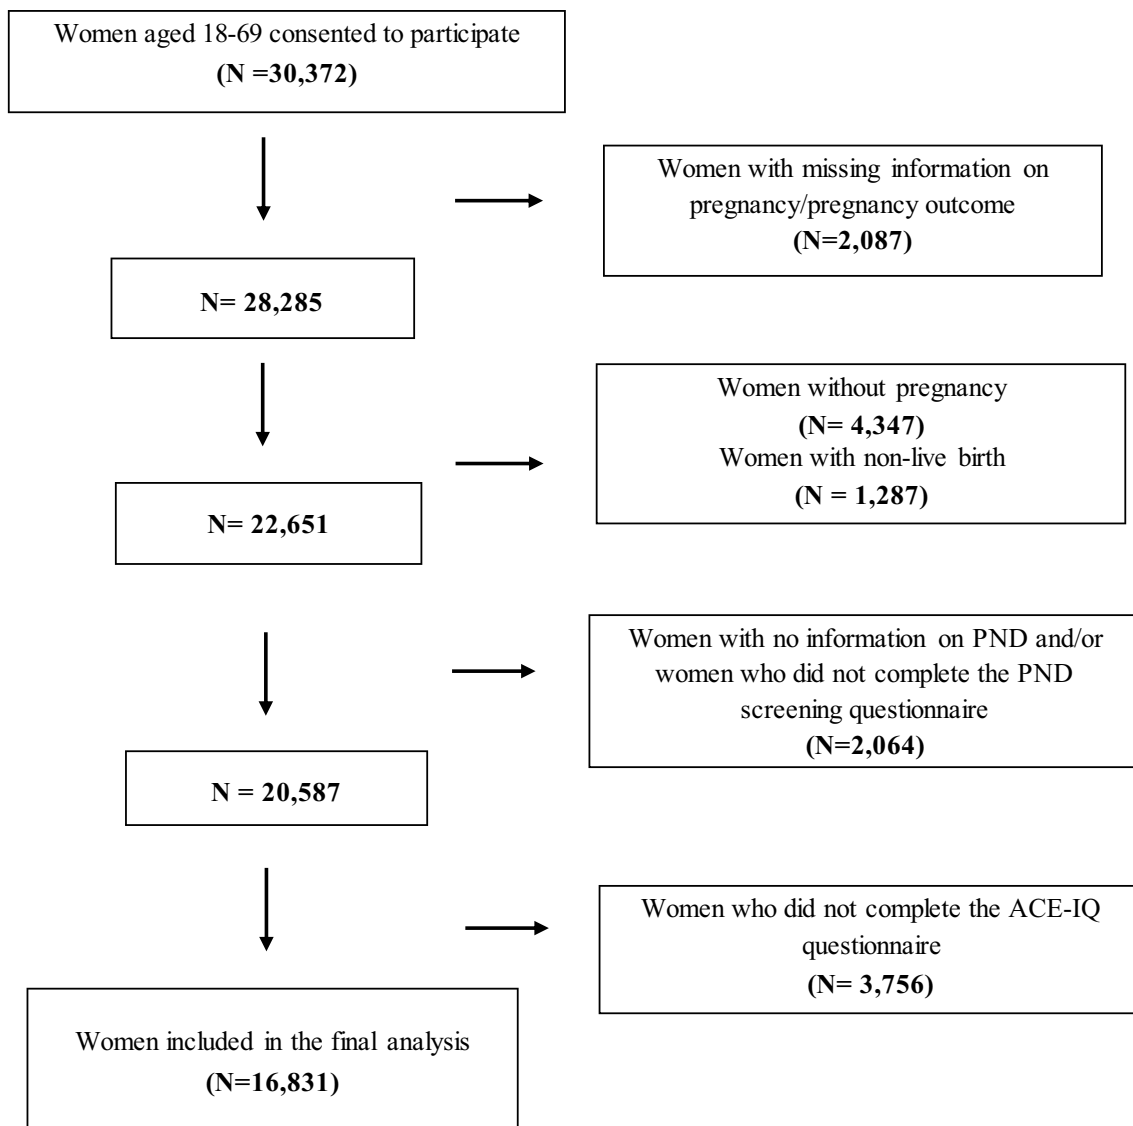 Women aged 18-69 consented to participate
(N =30,372)
Women with missing information on
pregnancy/pregnancy outcome
(N=2,087)
N= 28,285
Women without pregnancy
(N= 4,347)
Women with non-live birth
(N = 1,287)
N= 22,651
Women with no information on PND and/or
women who did not complete the PND
screening questionnaire
(N=2,064)
N = 20,587
Women who did not complete the ACE-IQ
questionnaire
(N= 3,756)
Women included in the final analysis
(N=16,831)